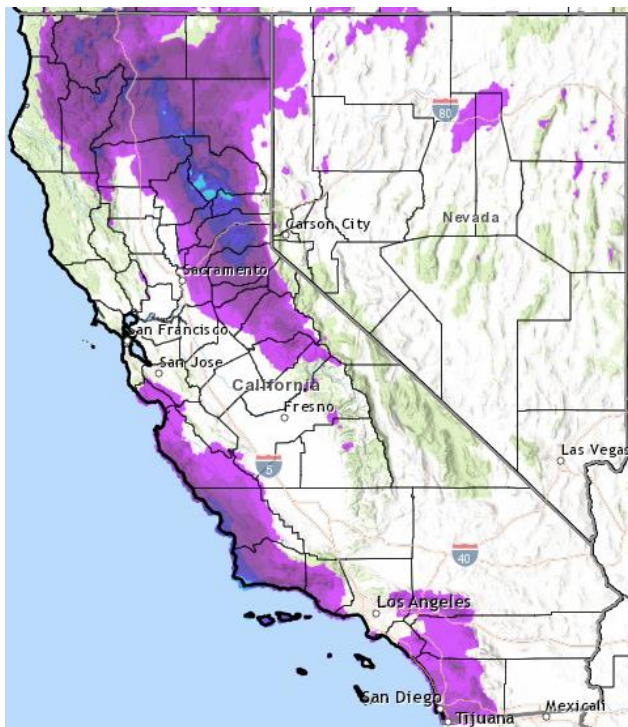 80
Carson City
Nevada
Sacramento
San Francisco
San Jose
California
Fresno
5
Las Vegas
40
Los Angeles
San Diego
Tijuana
Mexicali